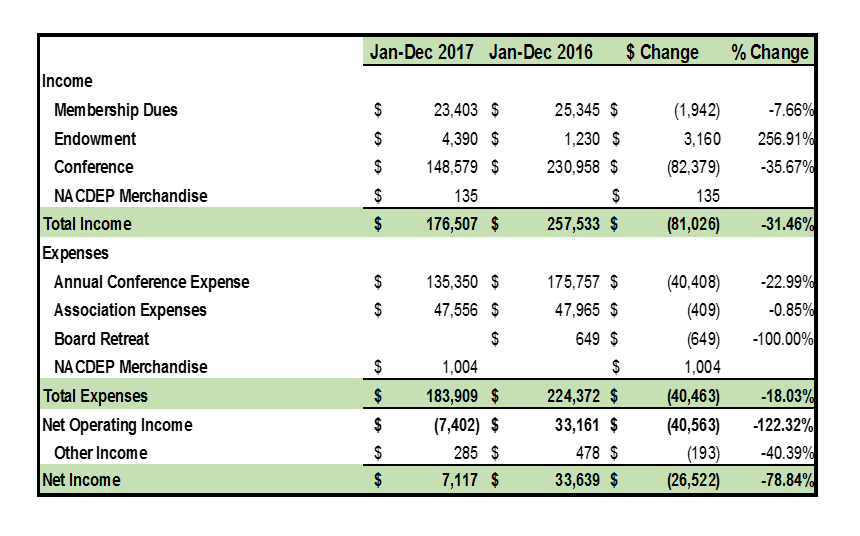 Jan-Dec 2017 Jan-Dec 2016 $ Change % Change
Income
Membership Dues $ 23,403 $ 25,345 $ (1,942) -7.66%
Endowment $ 4,390 $ 1,230 $ 3,160 256.91%
Conference $ 148,579 $ 230,958 $ (82,379) -35.67%
NACDEP Merchandise $ 135 $ 135
Total Income $ 176,507 $ 257,533 $ (81,026) -31.46%
Expenses
Annual Conference Expense $ 135,350 $ 175,757 $ (40,408) -22.99%
Association Expenses $ 47,556 $ 47,965 $ (409) -0.85%
Board Retreat $ 649 $ (649) -100.00%
NACDEP Merchandise $ 1,004 $ 1,004
Total Expenses $ 183,909 $ 224,372 $ (40,463) -18.03%
Net Operating Income $ (7,402) $ 33,161 $ (40,563) -122.32%
Other Income $ 285 $ 478 $ (193) -40.39%
Net Income $ 7,117 $ 33,639 $ (26,522) -78.84%